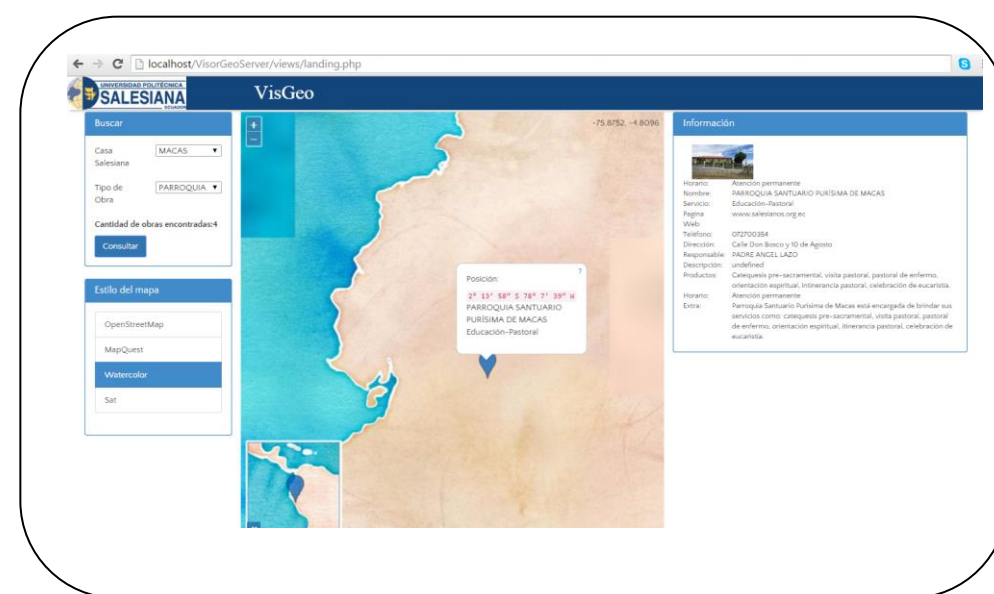 localhost/VisorGeoServer/views/landing.php
UNIVERSIDAD POLITÉCNICA
SALESIANA
ECUADOR
VisGeo
Buscar
Casa Salesiana
MACAS
Tipo de Obra
PARROQUIA
Cantidad de obras encontradas:4
Consultar
Estilo del mapa
OpenStreetMap
MapQuest
Watercolor
Sat
+
−
-75.8752, -4.8096
Posición:
2° 13' 58" S 78° 7' 39" W
PARROQUIA SANTUARIO
PURÍSIMA DE MACAS
Educación-Pastoral
Información
Horario: Atención permanente
Nombre: PARROQUIA SANTUARIO PURÍSIMA DE MACAS
Servicio: Educación-Pastoral
Pagina Web: www.salesianos.org.ec
Teléfono: 072700354
Dirección: Calle Don Bosco y 10 de Agosto
Responsable: PADRE ANGEL LAZO
Descripción: undefined
Productos: Catequesis pre-sacramental, visita pastoral, pastoral de enfermo,
orientación espiritual, intinerancia pastoral, celebración de eucaristía.
Horario: Atención permanente
Extra: Parroquia Santuario Purísima de Macas está encargada de brindar sus
servicios como: catequesis pre-sacramental, visita pastoral, pastoral
de enfermo, orientación espiritual, itinerancia pastoral, celebración de
eucaristía.